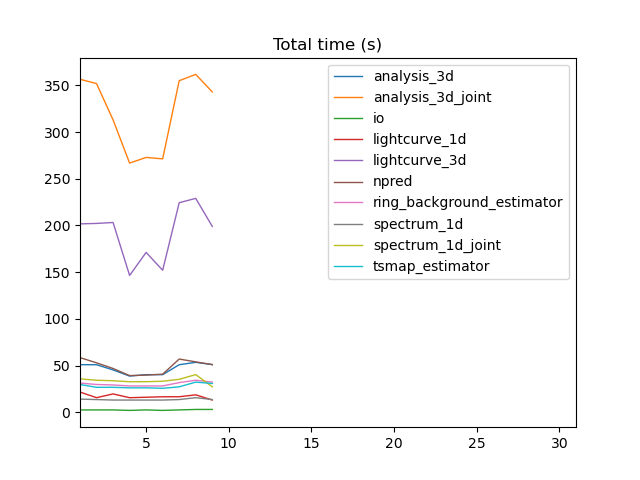 Total time (s)
350
300
250
200
150
100
50
0
5
10
15
20
25
30
analysis_3d
analysis_3d_joint
io
lightcurve_1d
lightcurve_3d
npred
ring_background_estimator
spectrum_1d
spectrum_1d_joint
tsmap_estimator